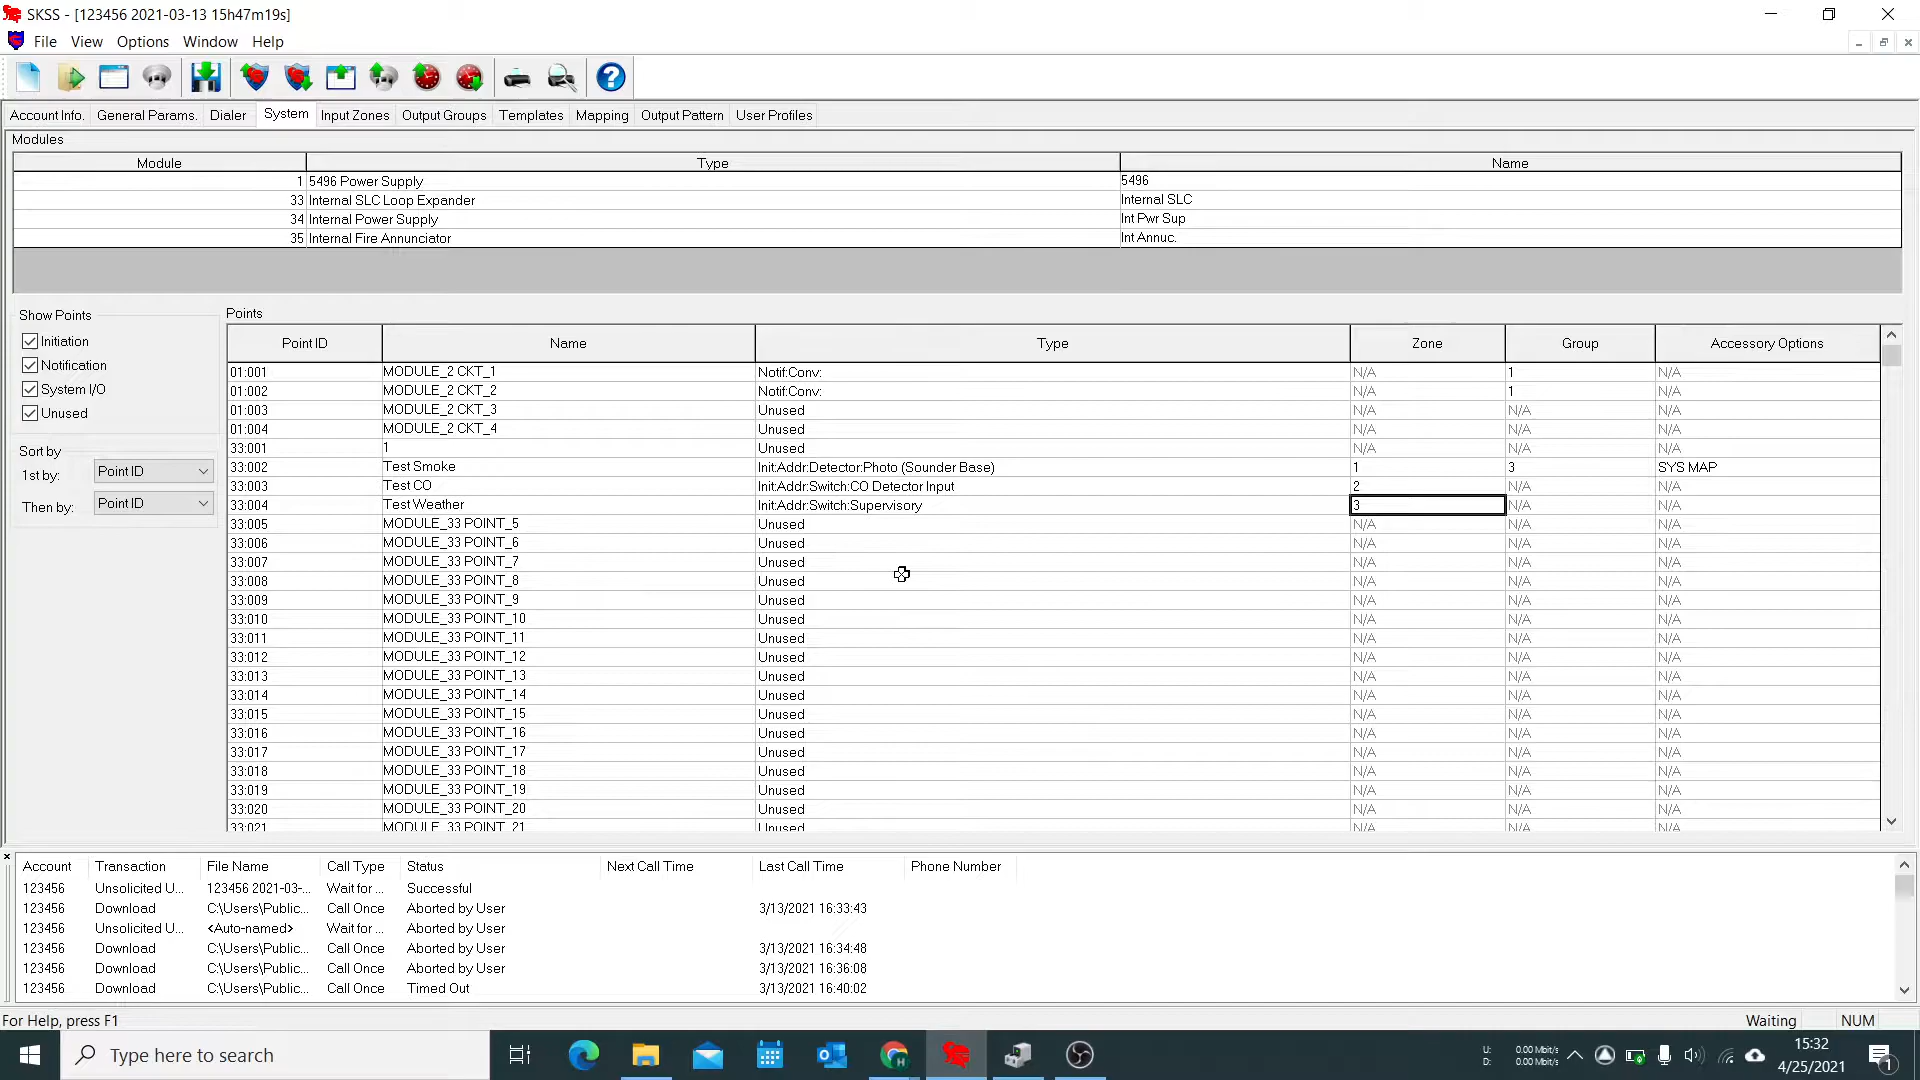 SKSS - [123456 2021-03-13 15h47m19s]
File View Options Window Help
Account Info. General Params. Dialer System Input Zones Output Groups Templates Mapping Output Pattern User Profiles
Modules
Module Type Name
1 5496 Power Supply 5496
33 Internal SLC Loop Expander Internal SLC
34 Internal Power Supply Int Pwr Sup
35 Internal Fire Annunciator Int Annuc.
Show Points
Initiation
Notification
System I/O
Unused
Sort by
1st by: Point ID
Then by: Point ID
Points
Point ID Name Type Zone Group Accessory Options
01:001 MODULE_2 CKT_1 Notif:Conv: N/A 1 N/A
01:002 MODULE_2 CKT_2 Notif:Conv: N/A 1 N/A
01:003 MODULE_2 CKT_3 Unused N/A N/A N/A
01:004 MODULE_2 CKT_4 Unused N/A N/A N/A
33:001 1 Unused N/A N/A N/A
33:002 Test Smoke Init:Addr:Detector:Photo (Sounder Base) 1 3 SYS MAP
33:003 Test CO Init:Addr:Switch:CO Detector Input 2 N/A N/A
33:004 Test Weather Init:Addr:Switch:Supervisory 3 N/A N/A
33:005 MODULE_33 POINT_5 Unused N/A N/A N/A
33:006 MODULE_33 POINT_6 Unused N/A N/A N/A
33:007 MODULE_33 POINT_7 Unused N/A N/A N/A
33:008 MODULE_33 POINT_8 Unused N/A N/A N/A
33:009 MODULE_33 POINT_9 Unused N/A N/A N/A
33:010 MODULE_33 POINT_10 Unused N/A N/A N/A
33:011 MODULE_33 POINT_11 Unused N/A N/A N/A
33:012 MODULE_33 POINT_12 Unused N/A N/A N/A
33:013 MODULE_33 POINT_13 Unused N/A N/A N/A
33:014 MODULE_33 POINT_14 Unused N/A N/A N/A
33:015 MODULE_33 POINT_15 Unused N/A N/A N/A
33:016 MODULE_33 POINT_16 Unused N/A N/A N/A
33:017 MODULE_33 POINT_17 Unused N/A N/A N/A
33:018 MODULE_33 POINT_18 Unused N/A N/A N/A
33:019 MODULE_33 POINT_19 Unused N/A N/A N/A
33:020 MODULE_33 POINT_20 Unused N/A N/A N/A
33:021 MODULE_33 POINT_21 Unused N/A N/A N/A
Account Transaction File Name Call Type Status Next Call Time Last Call Time Phone Number
123456 Unsolicited U... 123456 2021-03-... Wait for ... Successful
123456 Download C:\Users\Public... Call Once Aborted by User 3/13/2021 16:33:43
123456 Unsolicited U... <Auto-named> Wait for ... Aborted by User
123456 Download C:\Users\Public... Call Once Aborted by User 3/13/2021 16:34:48
123456 Download C:\Users\Public... Call Once Aborted by User 3/13/2021 16:36:08
123456 Download C:\Users\Public... Call Once Timed Out 3/13/2021 16:40:02
For Help, press F1 Waiting NUM
Type here to search
U: 0.00 Mbit/s
D: 0.00 Mbit/s
15:32
4/25/2021
1